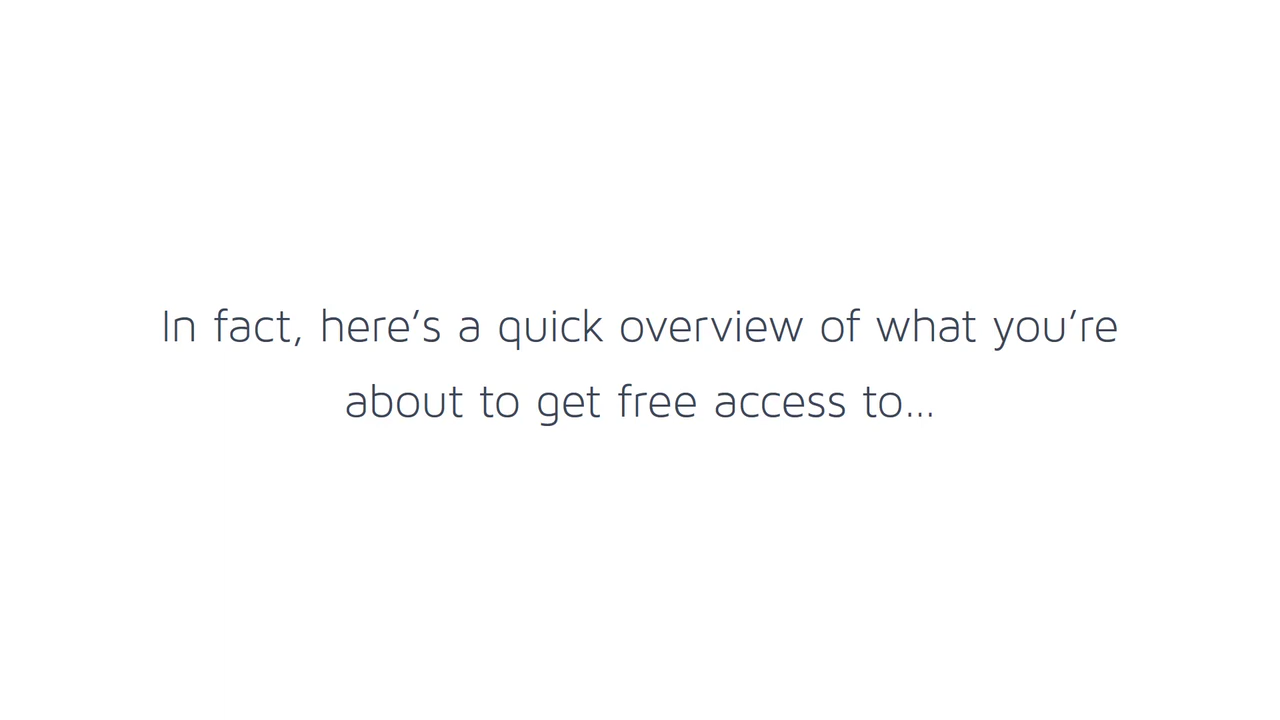 In fact, here’s a quick overview of what you’re
about to get free access to...